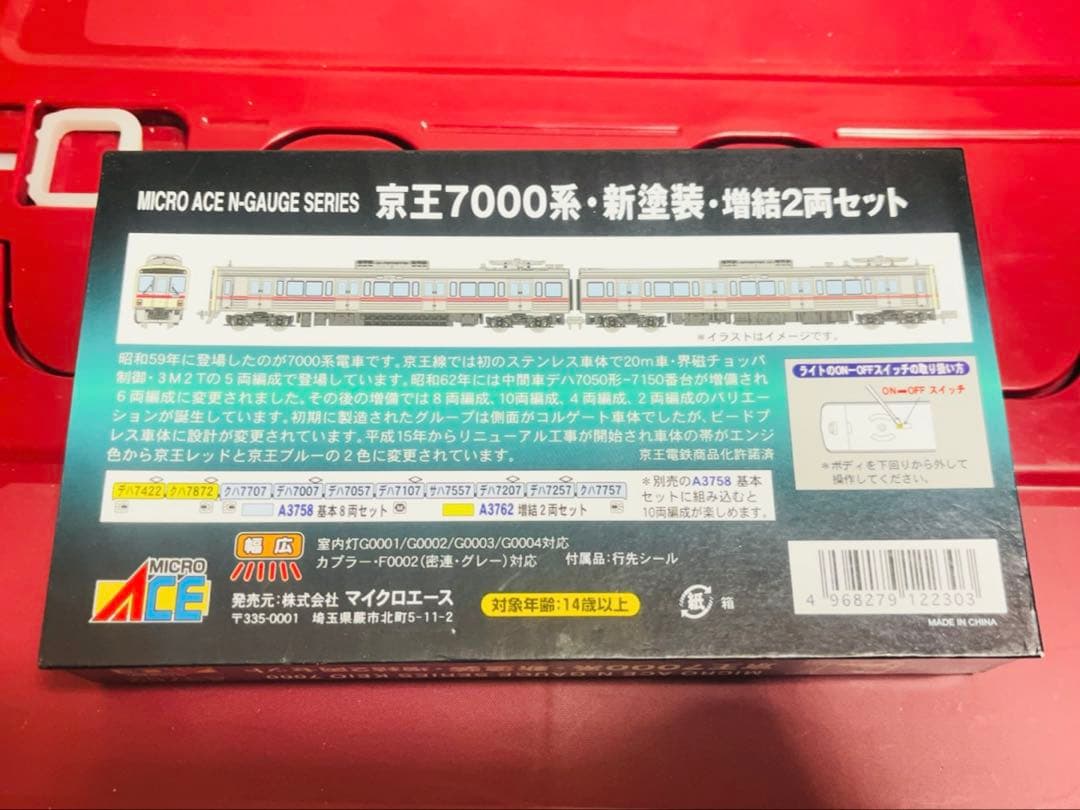 MICRO ACE N-GAUGE SERIES 京王7000系・新塗装・増結2両セット
＊イラストはイメージです。
昭和59年に登場したのが7000系電車です。京王線では初のステンレス車体で20m車・界磁チョッパ
制御・3M2Tの5両編成で登場しています。昭和62年には中間車デハ7050形-7150番台が増備され
6両編成に変更されました。その後の増備では8両編成、10両編成、4両編成、2両編成のバリエー
ションが誕生しています。初期に製造されたグループは側面がコルゲート車体でしたが、ビードプ
レス車体に設計が変更されています。平成15年からリニューアル工事が開始され車体の帯がエンジ
色から京王レッドと京王ブルーの2色に変更されています。 京王電鉄商品化許諾済
ライトのON-OFFスイッチの取り扱い方
ON-OFF スイッチ
＊ボディを下回りから外して
操作してください。
デハ7422 クハ7872 クハ7707 デハ7007 デハ7057 デハ7107 サハ7557 デハ7207 デハ7257 クハ7757
A3758 基本8両セット A3762 増結2両セット
＊別売のA3758 基本
セットに組み込むと
10両編成が楽しめます。
幅広
室内灯G0001/G0002/G0003/G0004対応
カプラー・F0002(密連・グレー)対応 付属品:行先シール
MICRO
ACE
発売元:株式会社 マイクロエース
〒335-0001 埼玉県蕨市北町5-11-2
対象年齢:14歳以上
紙 箱
4 968279 122303
MADE IN CHINA
MICRO ACE N-GAUGE SERIES KEIO 7000